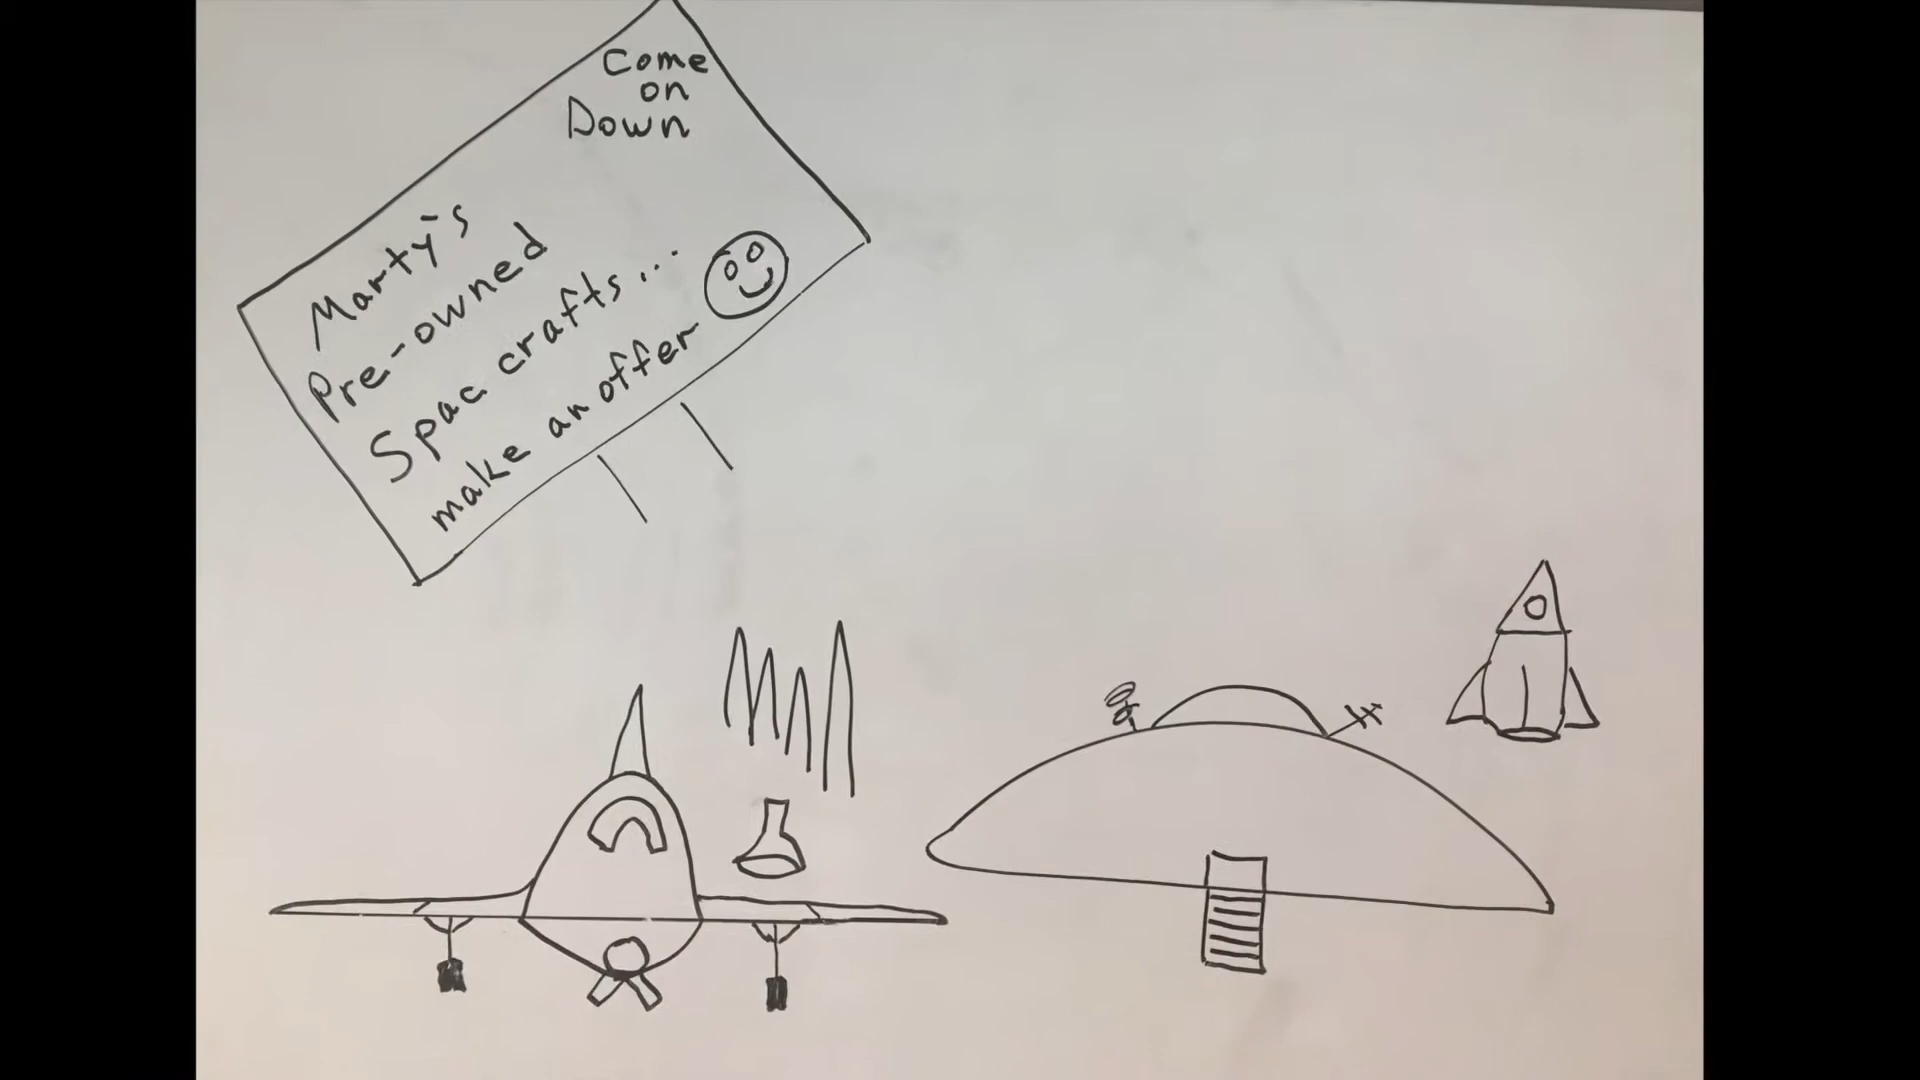 Come
on
Down
Marty's
Pre-owned
Spac crafts...
make an offer